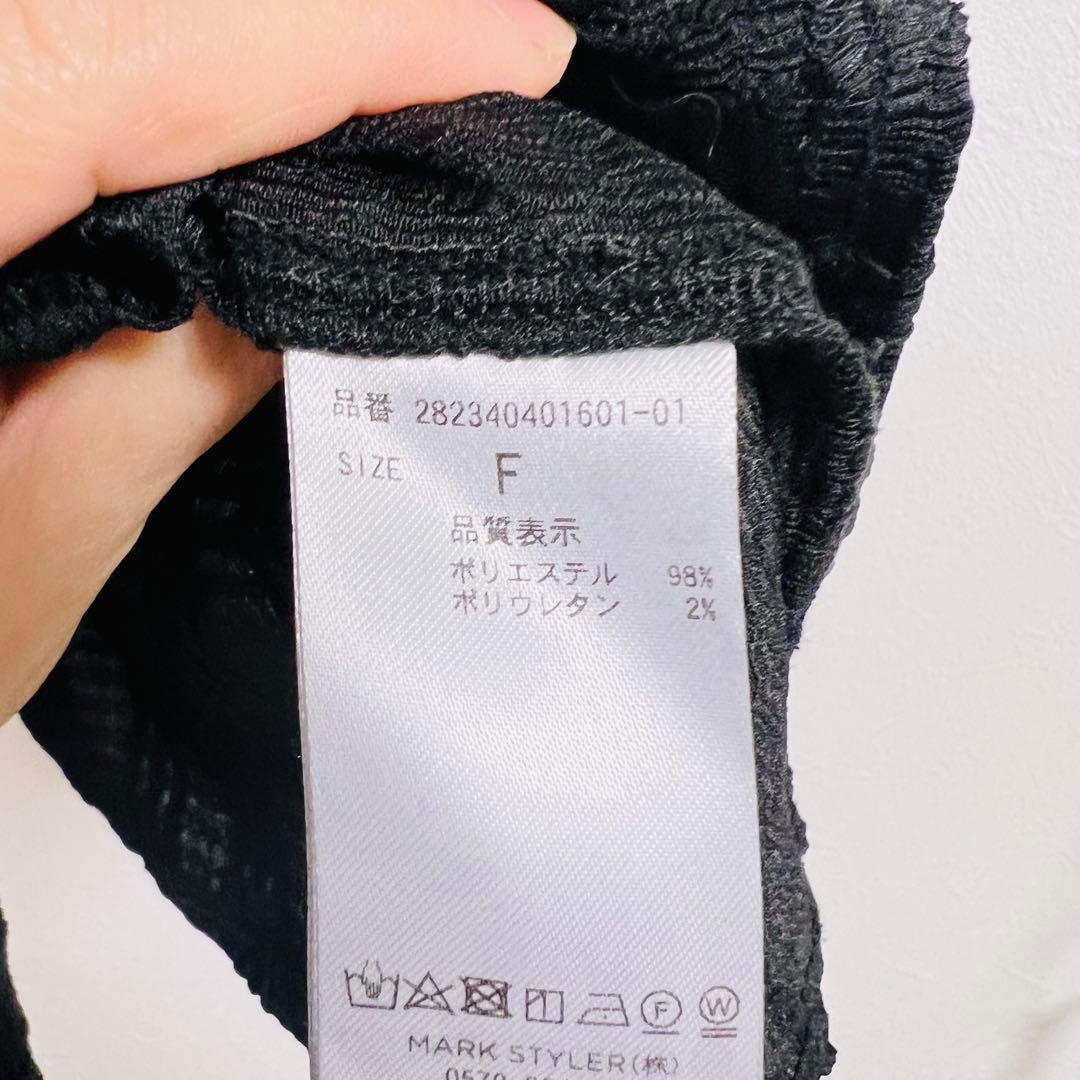 品番 282340401601-01
SIZE F
品質表示
ポリエステル 98%
ポリウレタン 2%
F W
MARK STYLER(株)
0570